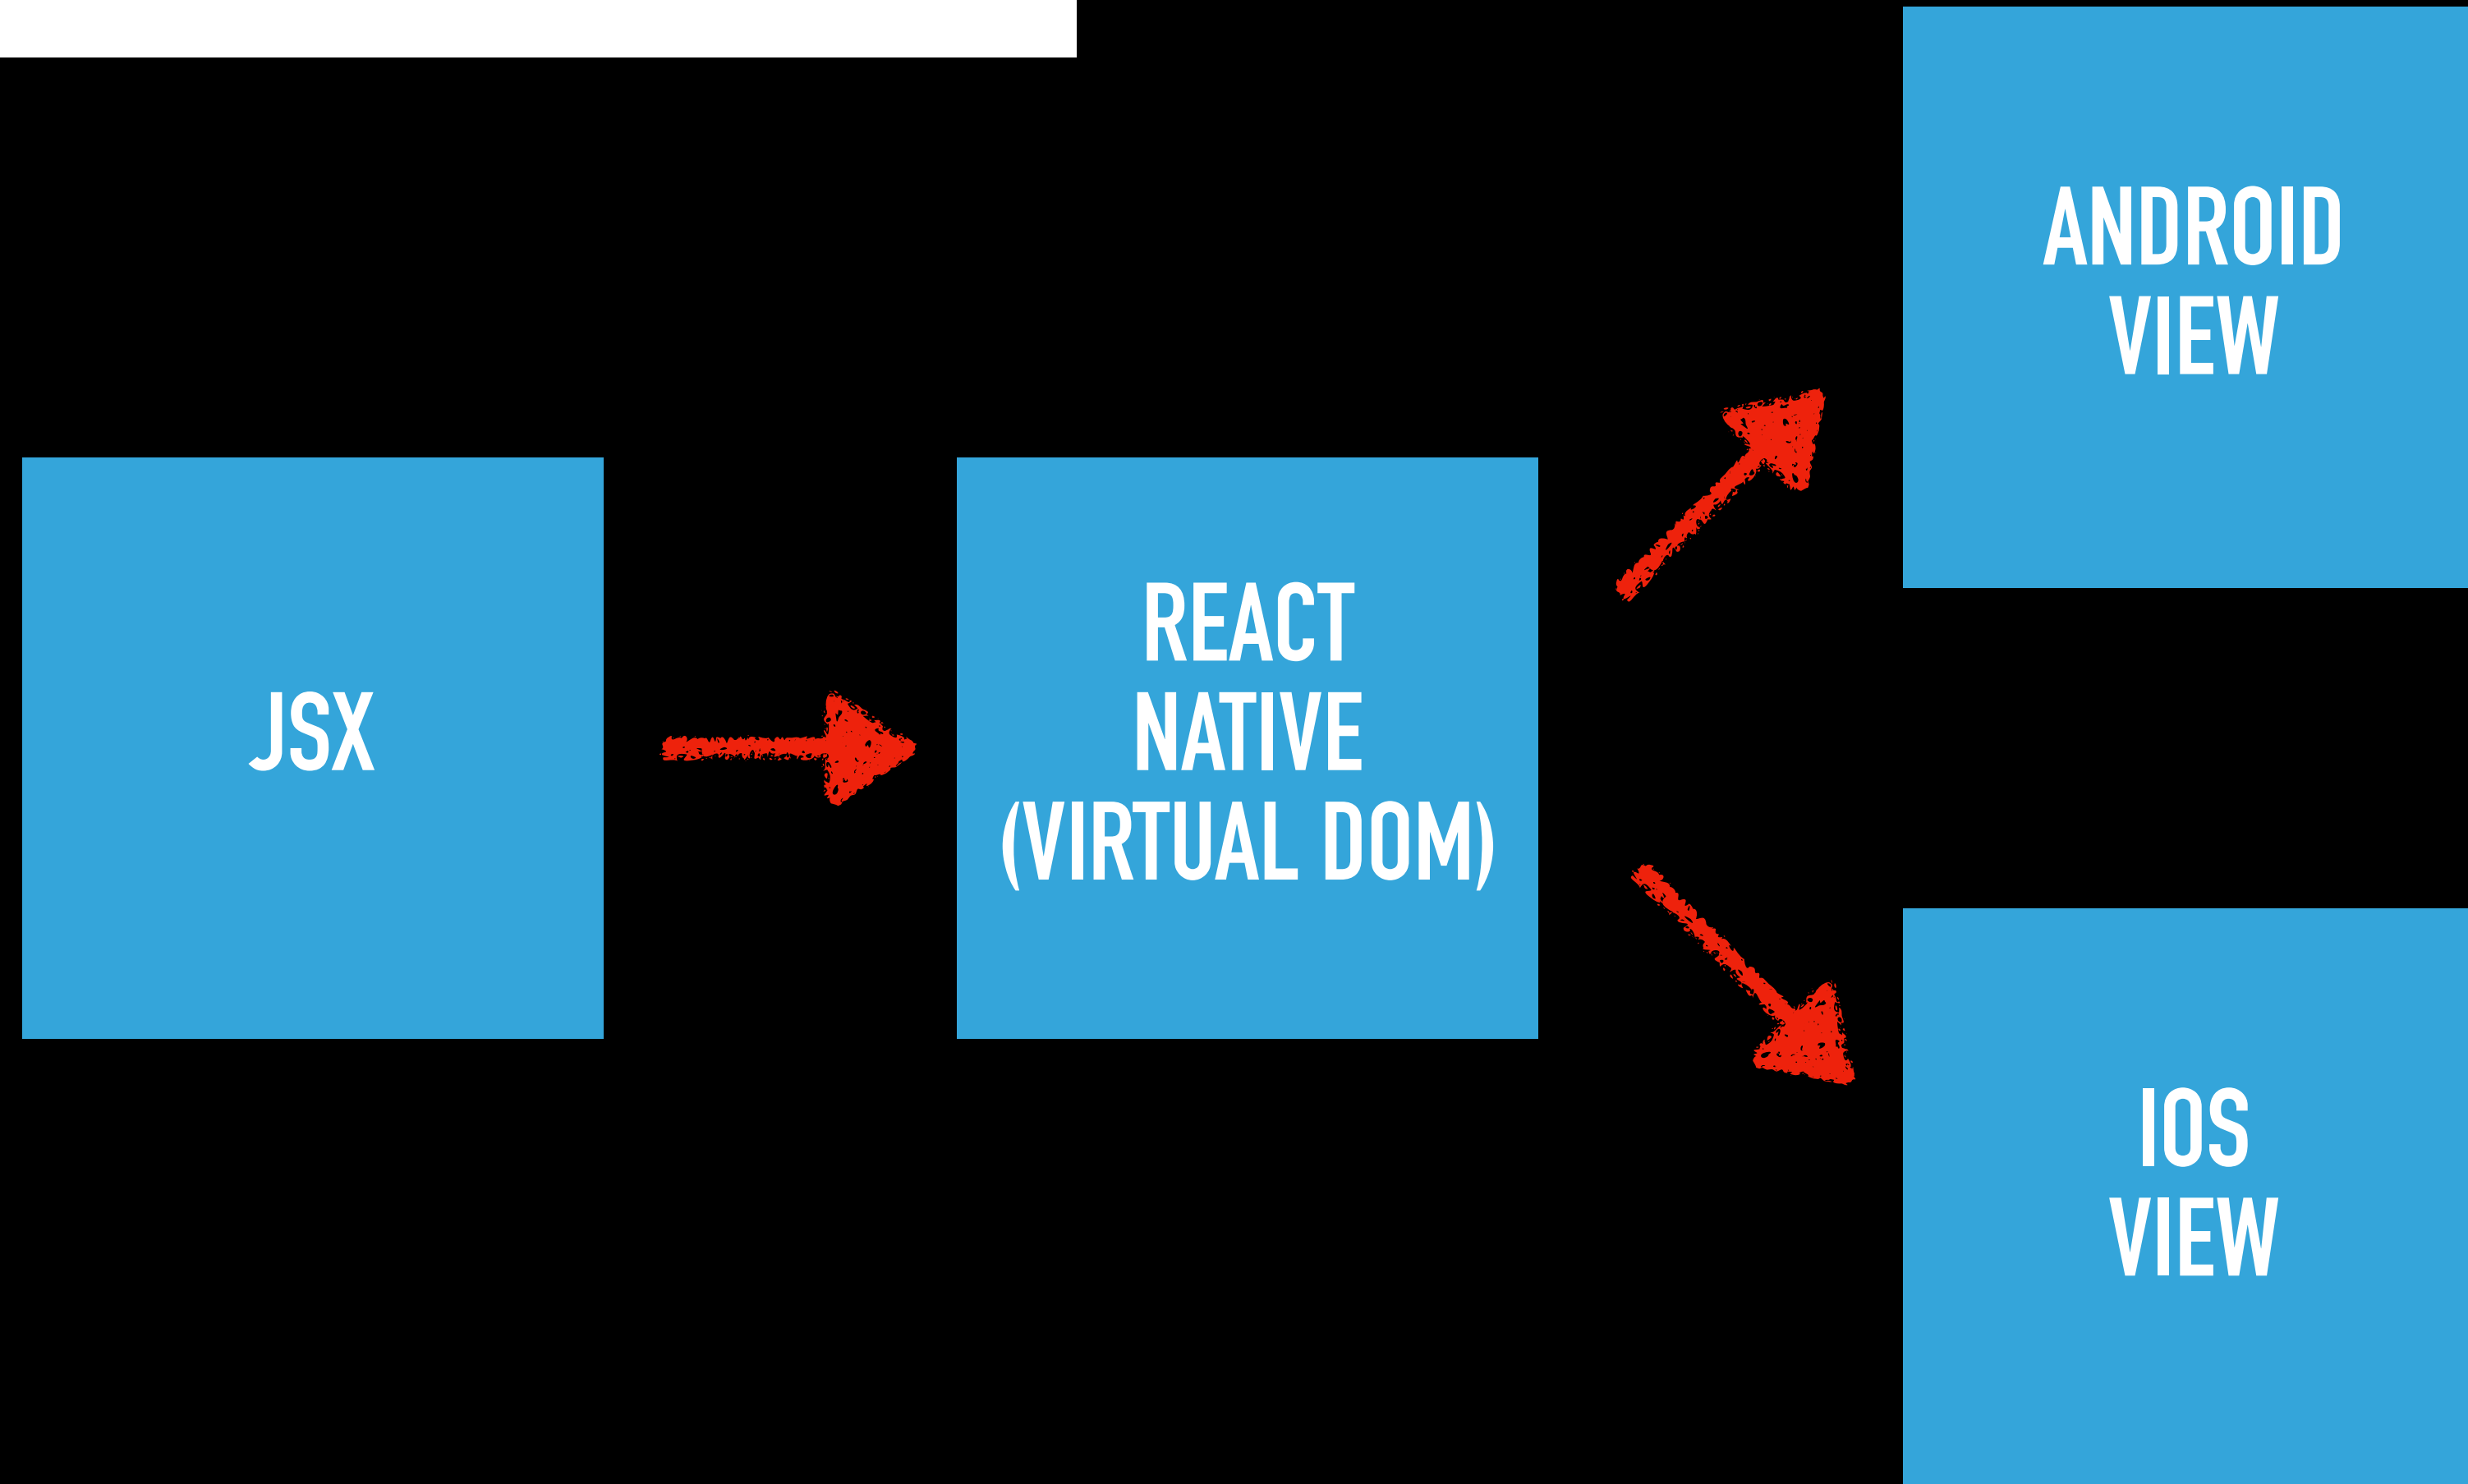 JSX
REACT
NATIVE
(VIRTUAL DOM)
ANDROID
VIEW
IOS
VIEW